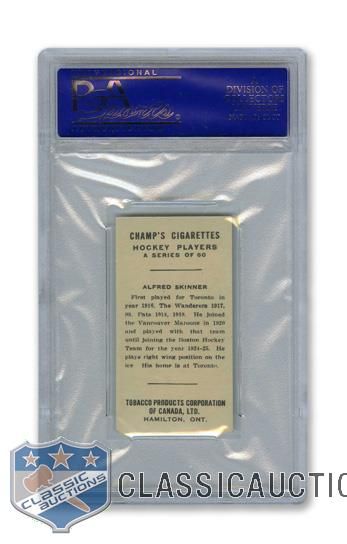 PSA
A
DIVISION OF
CHAMP'S CIGARETTES
HOCKEY PLAYERS
A SERIES OF 60
ALFRED SKINNER
First played for Toronto in
year 1916. The Wanderers 1917,
St. Pats 1918, 1919. He joined
the Vancouver Maroons in 1920
and played with that team
until joining the Boston Hockey
Team for the year 1924-25. He
plays right wing position on the
ice His home is at Toronto.
TOBACCO PRODUCTS CORPORATION
OF CANADA, LTD.
HAMILTON, ONT.
CLASSIC
AUCTIONS
CLASSICAUCTIO